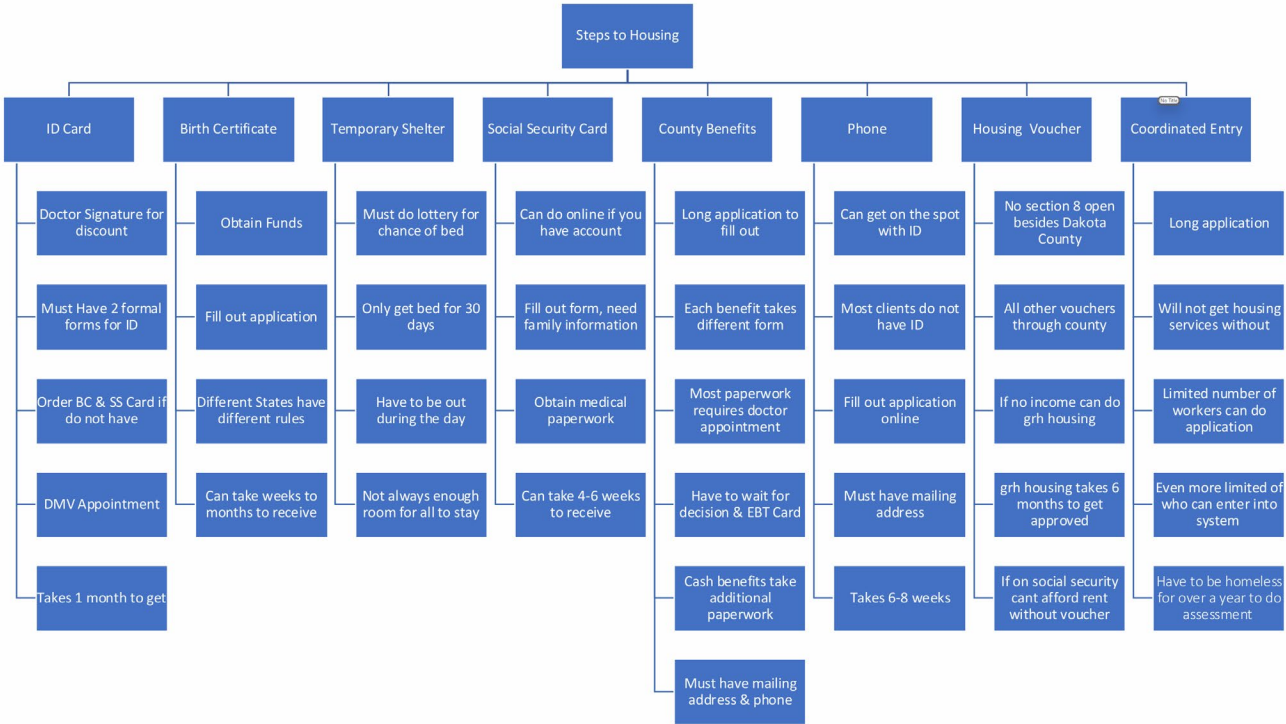 Steps to Housing
ID Card
Doctor Signature for
discount
Must Have 2 formal
forms for ID
Order BC & SS Card if
do not have
DMV Appointment
Takes 1 month to get
Birth Certificate
Obtain Funds
Fill out application
Different States have
different rules
Can take weeks to
months to receive
Temporary Shelter
Must do lottery for
chance of bed
Only get bed for 30
days
Have to be out
during the day
Not always enough
room for all to stay
Social Security Card
Can do online if you
have account
Fill out form, need
family information
Obtain medical
paperwork
Can take 4-6 weeks
to receive
County Benefits
Long application to
fill out
Each benefit takes
different form
Most paperwork
requires doctor
appointment
Have to wait for
decision & EBT Card
Cash benefits take
additional
paperwork
Must have mailing
address & phone
Phone
Can get on the spot
with ID
Most clients do not
have ID
Fill out application
online
Must have mailing
address
Takes 6-8 weeks
Housing Voucher
No section 8 open
besides Dakota
County
All other vouchers
through county
If no income can do
grh housing
grh housing takes 6
months to get
approved
If on social security
cant afford rent
without voucher
No Title
Coordinated Entry
Long application
Will not get housing
services without
Limited number of
workers can do
application
Even more limited of
who can enter into
system
Have to be homeless
for over a year to do
assessment